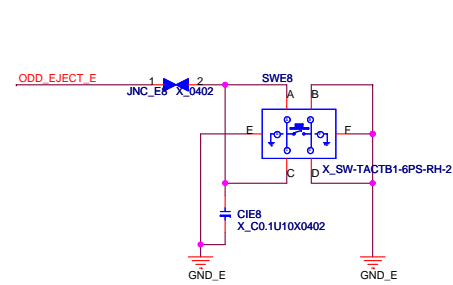 ODD_EJECT_E
1
2
SWE8
JNC_E8 X_0402
A
B
E
F
C
D
X_SW-TACTB1-6PS-RH-2
CIE8
X_C0.1U10X0402
GND_E
GND_E